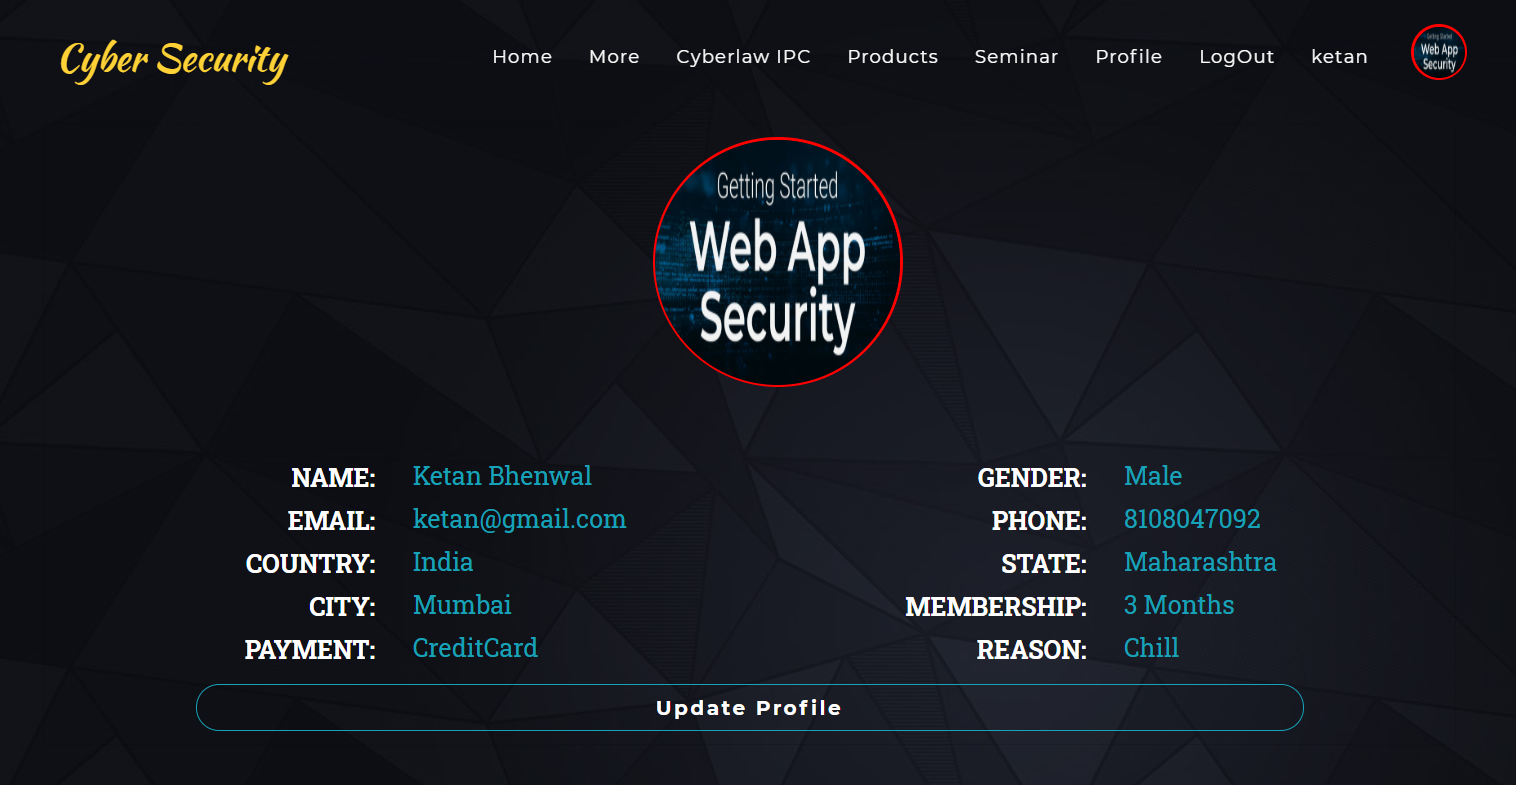 Cyber Security
Home More Cyberlaw IPC Products Seminar Profile LogOut ketan
Getting Started
Web App
Security
Getting Started
Web App
Security
NAME: Ketan Bhenwal GENDER: Male
EMAIL: ketan@gmail.com PHONE: 8108047092
COUNTRY: India STATE: Maharashtra
CITY: Mumbai MEMBERSHIP: 3 Months
PAYMENT: CreditCard REASON: Chill
Update Profile